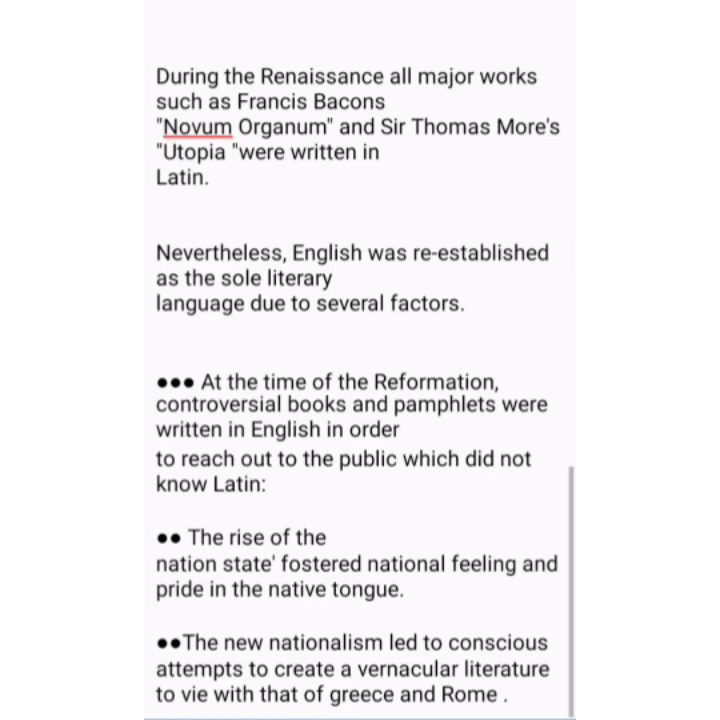 During the Renaissance all major works
such as Francis Bacons
"Novum Organum" and Sir Thomas More's
"Utopia "were written in
Latin.
Nevertheless, English was re-established
as the sole literary
language due to several factors.
●●● At the time of the Reformation,
controversial books and pamphlets were
written in English in order
to reach out to the public which did not
know Latin:
●● The rise of the
nation state' fostered national feeling and
pride in the native tongue.
●●The new nationalism led to conscious
attempts to create a vernacular literature
to vie with that of greece and Rome .